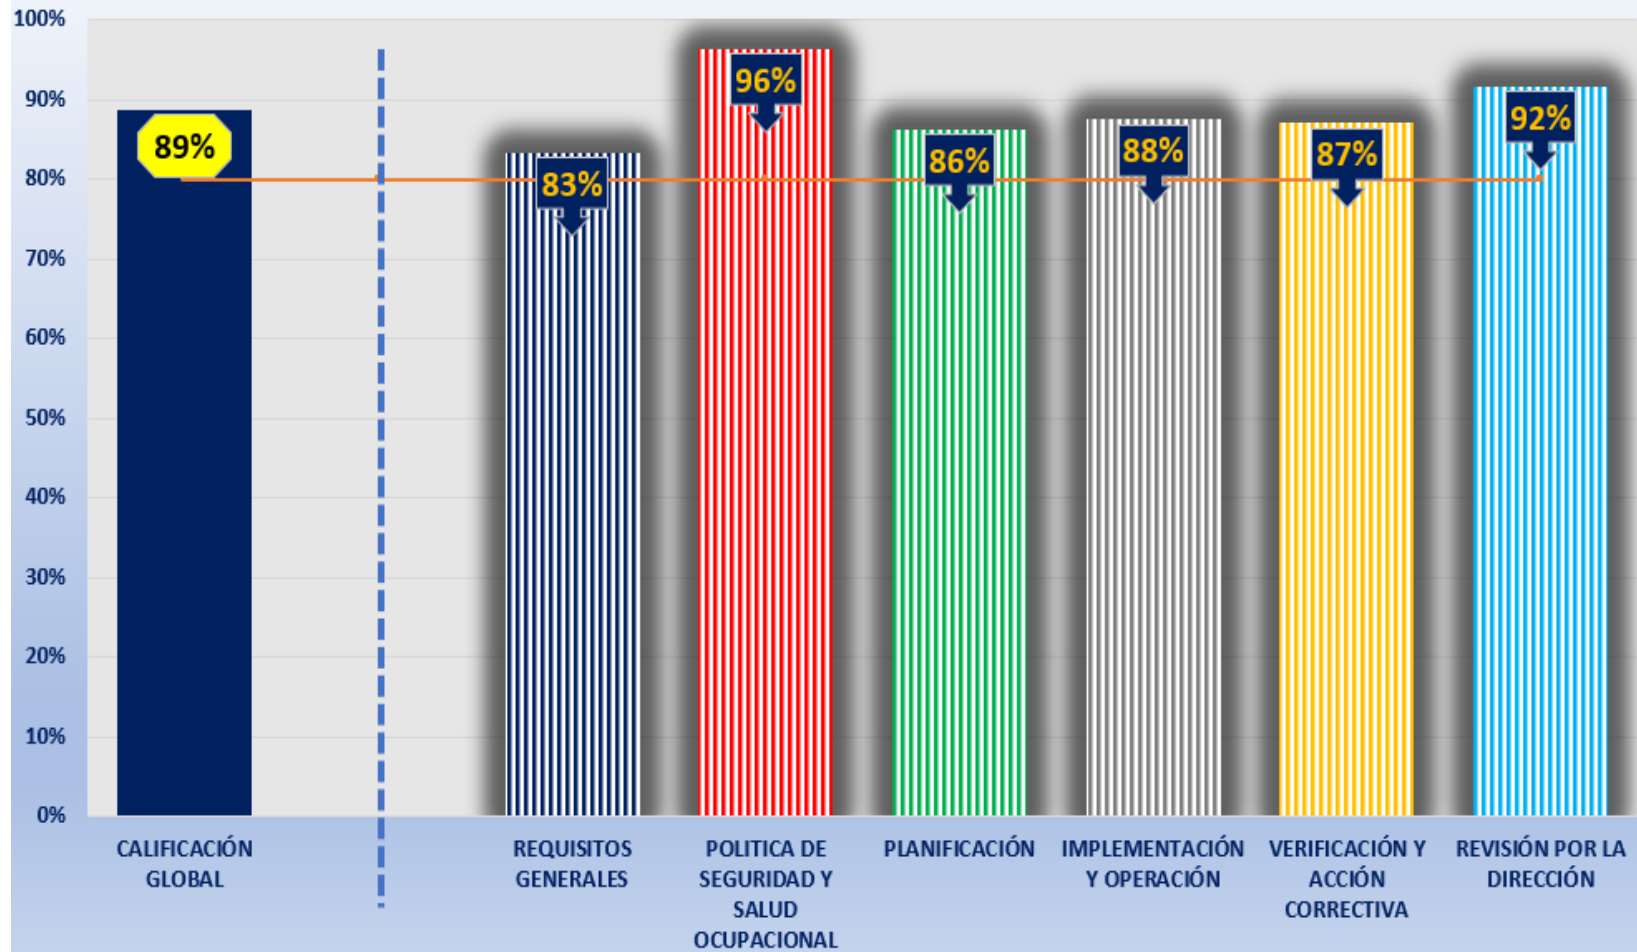 100%
90%
80%
70%
60%
50%
40%
30%
20%
10%
0%
89%
83%
96%
86%
88%
87%
92%
CALIFICACIÓN
GLOBAL
REQUISITOS
GENERALES
POLITICA DE
SEGURIDAD Y
SALUD
OCUPACIONAL
PLANIFICACIÓN
IMPLEMENTACIÓN
Y OPERACIÓN
VERIFICACIÓN Y
ACCIÓN
CORRECTIVA
REVISIÓN POR LA
DIRECCIÓN